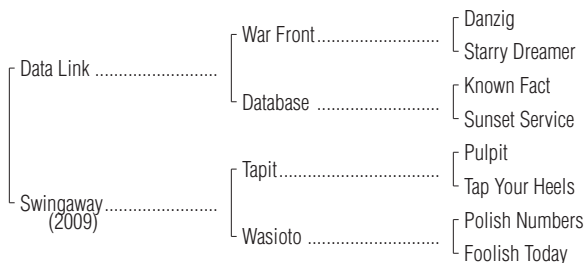 Danzig
War Front........................
Starry Dreamer
Data Link ........................
Known Fact
Database ........................
Sunset Service
Pulpit
Tapit................................
Tap Your Heels
Swingaway......................
(2009)
Polish Numbers
Wasioto ..........................
Foolish Today